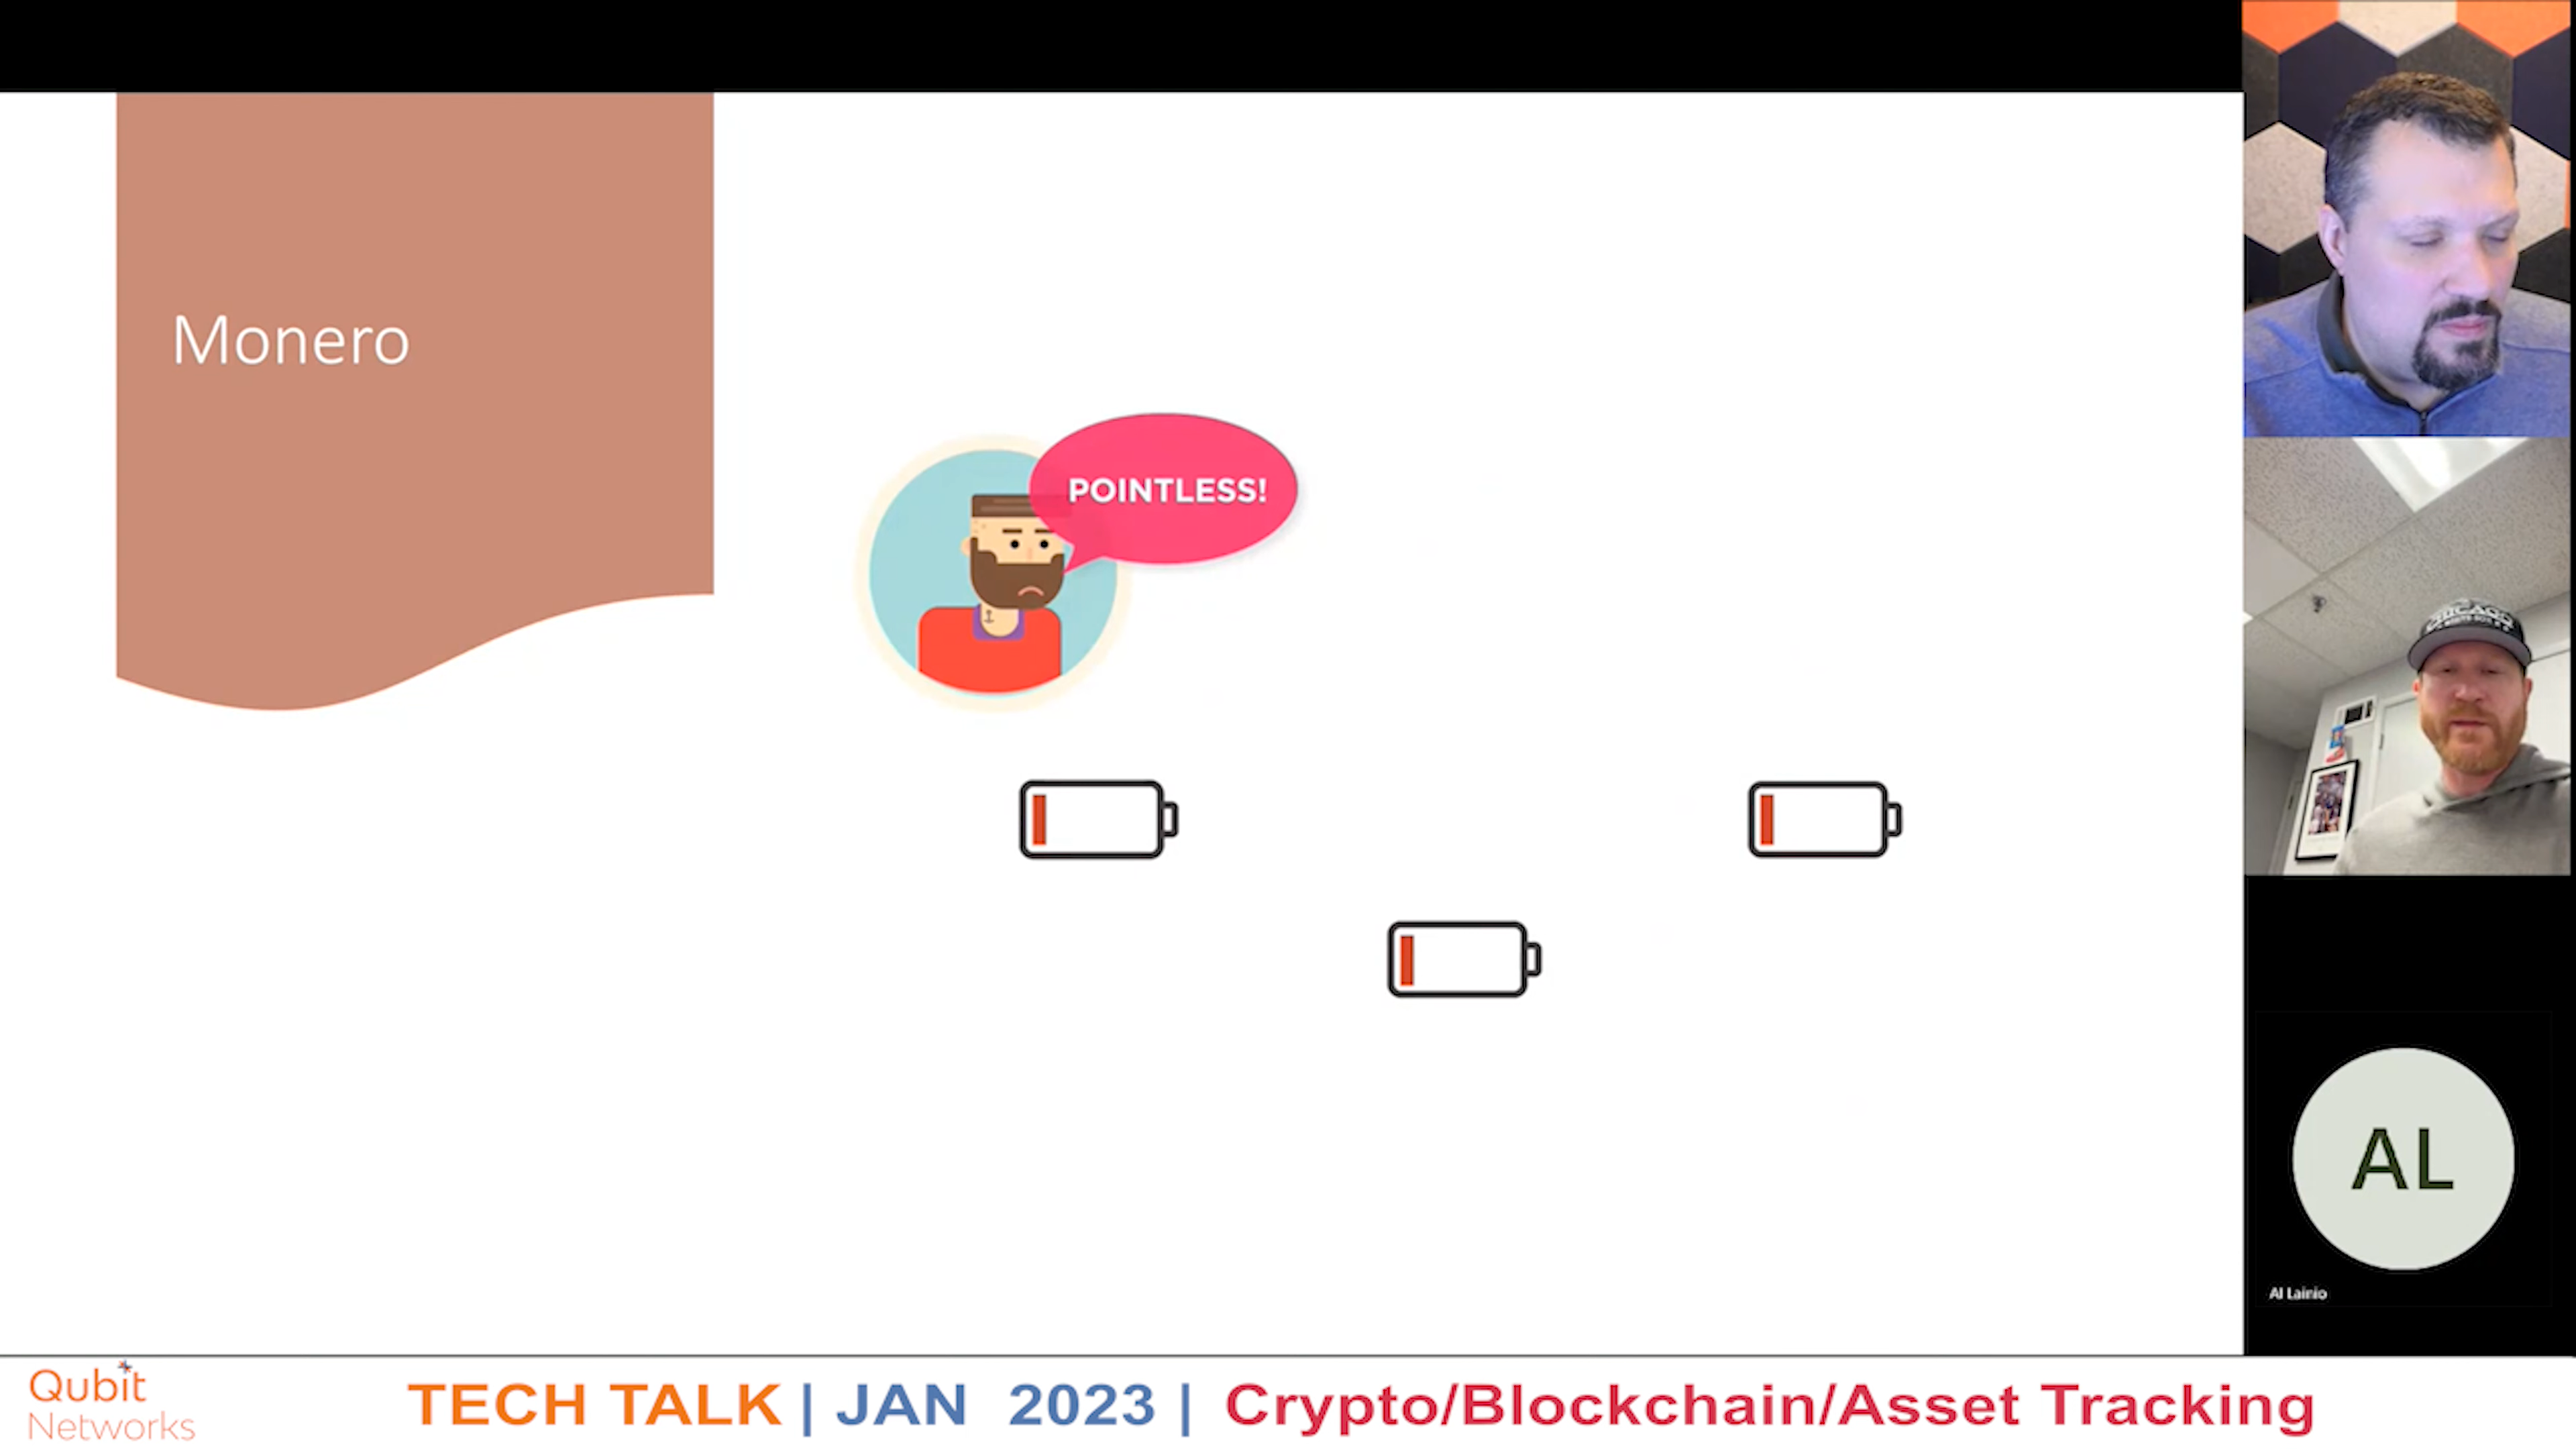 Monero
POINTLESS!
AL
Al Lainio
Qubit
Networks
TECH TALK | JAN 2023 | Crypto/Blockchain/Asset Tracking